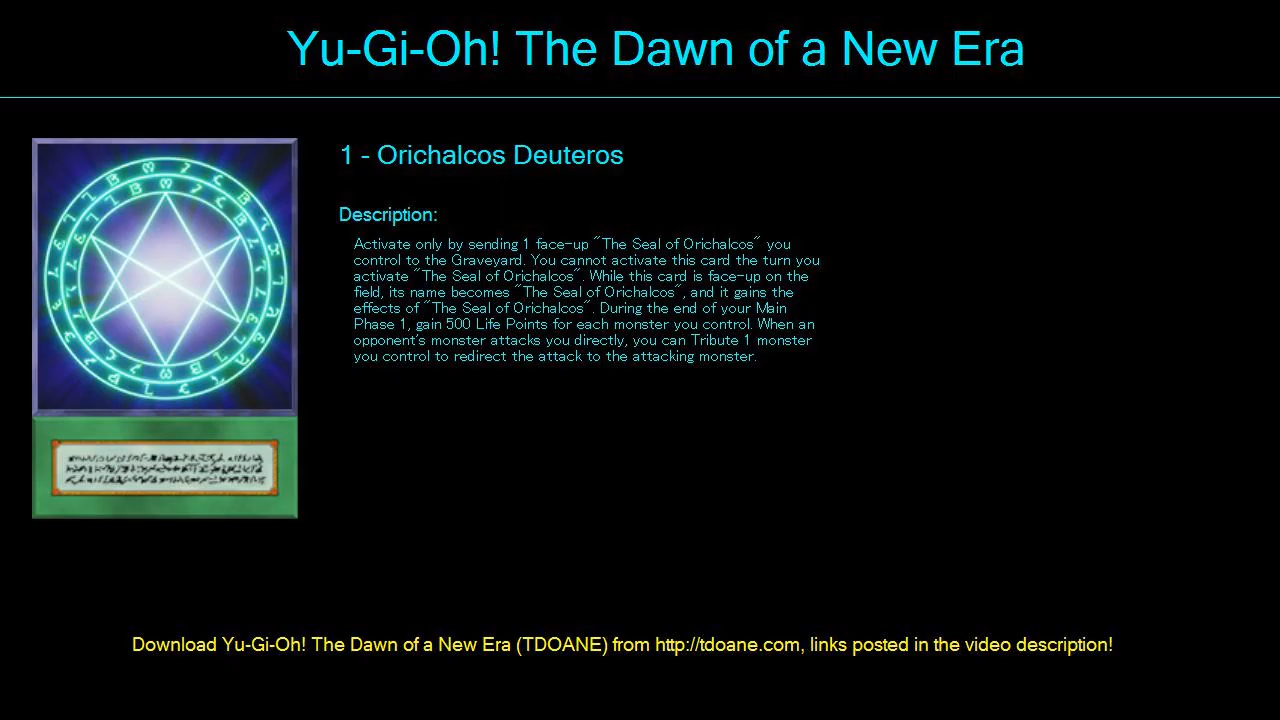 Yu-Gi-Oh! The Dawn of a New Era
1 - Orichalcos Deuteros
Description:
Activate only by sending 1 face-up "The Seal of Orichalcos" you
control to the Graveyard. You cannot activate this card the turn you
activate "The Seal of Orichalcos". While this card is face-up on the
field, its name becomes "The Seal of Orichalcos", and it gains the
effects of "The Seal of Orichalcos". During the end of your Main
Phase 1, gain 500 Life Points for each monster you control. When an
opponent's monster attacks you directly, you can Tribute 1 monster
you control to redirect the attack to the attacking monster.
Download Yu-Gi-Oh! The Dawn of a New Era (TDOANE) from http://tdoane.com, links posted in the video description!